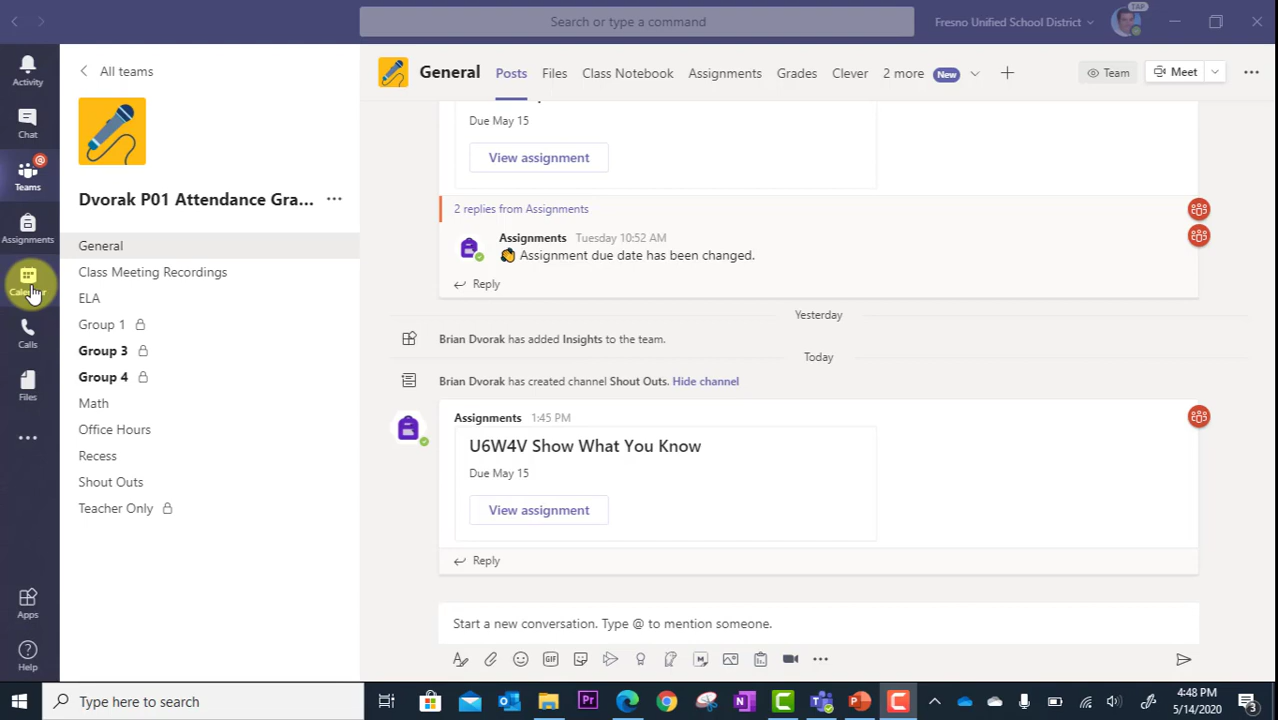 Search or type a command
Fresno Unified School District
TAP
Activity
Chat
Teams
Assignments
Calendar
Calls
Files
Apps
Help
All teams
Dvorak P01 Attendance Gra...
General
Class Meeting Recordings
ELA
Group 1
Group 3
Group 4
Math
Office Hours
Recess
Shout Outs
Teacher Only
General Posts Files Class Notebook Assignments Grades Clever 2 more New
Team Meet
Due May 15
View assignment
2 replies from Assignments
Assignments Tuesday 10:52 AM
Assignment due date has been changed.
Reply
Yesterday
Brian Dvorak has added Insights to the team.
Today
Brian Dvorak has created channel Shout Outs. Hide channel
Assignments 1:45 PM
U6W4V Show What You Know
Due May 15
View assignment
Reply
Start a new conversation. Type @ to mention someone.
GIF
Type here to search
4:48 PM
5/14/2020
3